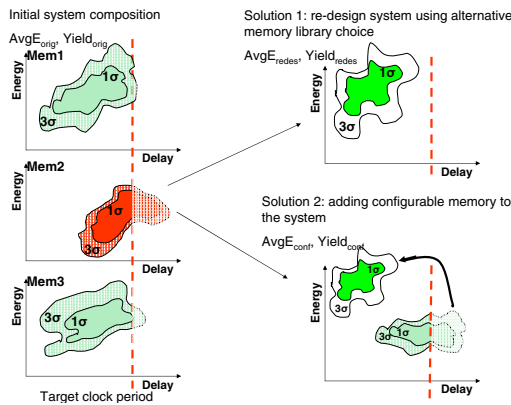 Initial system composition
AvgE_orig, Yield_orig
Mem1
Energy
1σ
3σ
Delay
Mem2
Energy
1σ
3σ
Delay
Mem3
Energy
3σ
1σ
Delay
Target clock period
Solution 1: re-design system using alternative
memory library choice
AvgE_redes, Yield_redes
Energy
1σ
3σ
Delay
Solution 2: adding configurable memory to
the system
AvgE_conf, Yield_conf
Energy
1σ
3σ
3σ
1σ
Delay